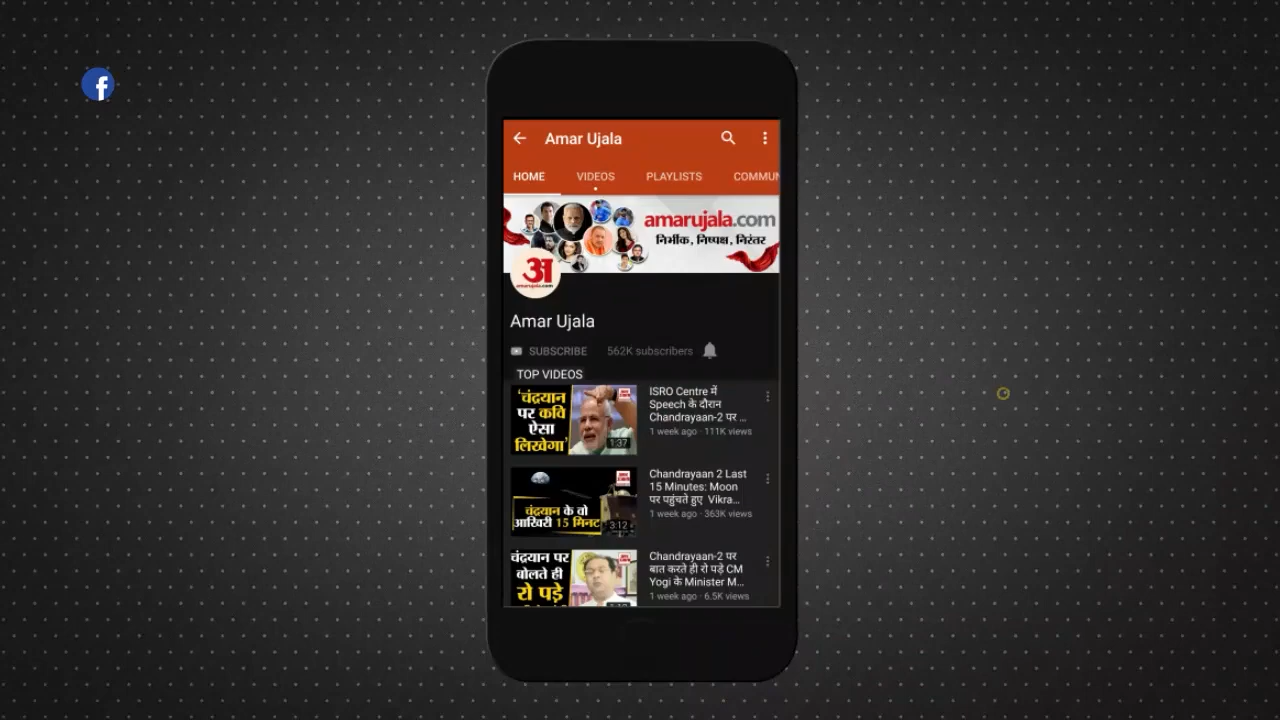 f
Amar Ujala
HOME VIDEOS PLAYLISTS COMMUN
amarujala.com
निर्भीक, निष्पक्ष, निरंतर
अ
amarujala.com
Amar Ujala
SUBSCRIBE 562K subscribers
TOP VIDEOS
'चंद्रयान
पर कवि
ऐसा
लिखेगा'
1:37
ISRO Centre में
Speech के दौरान
Chandrayaan-2 पर ...
1 week ago · 111K views
चंद्रयान के वो
आखिरी 15 मिनट
3:12
Chandrayaan 2 Last
15 Minutes: Moon
पर पहुंचते हुए Vikra...
1 week ago · 363K views
चंद्रयान पर
बोलते ही
रो पड़े
Chandrayaan-2 पर
बात करते ही रो पड़े CM
Yogi के Minister M...
1 week ago · 6.5K views